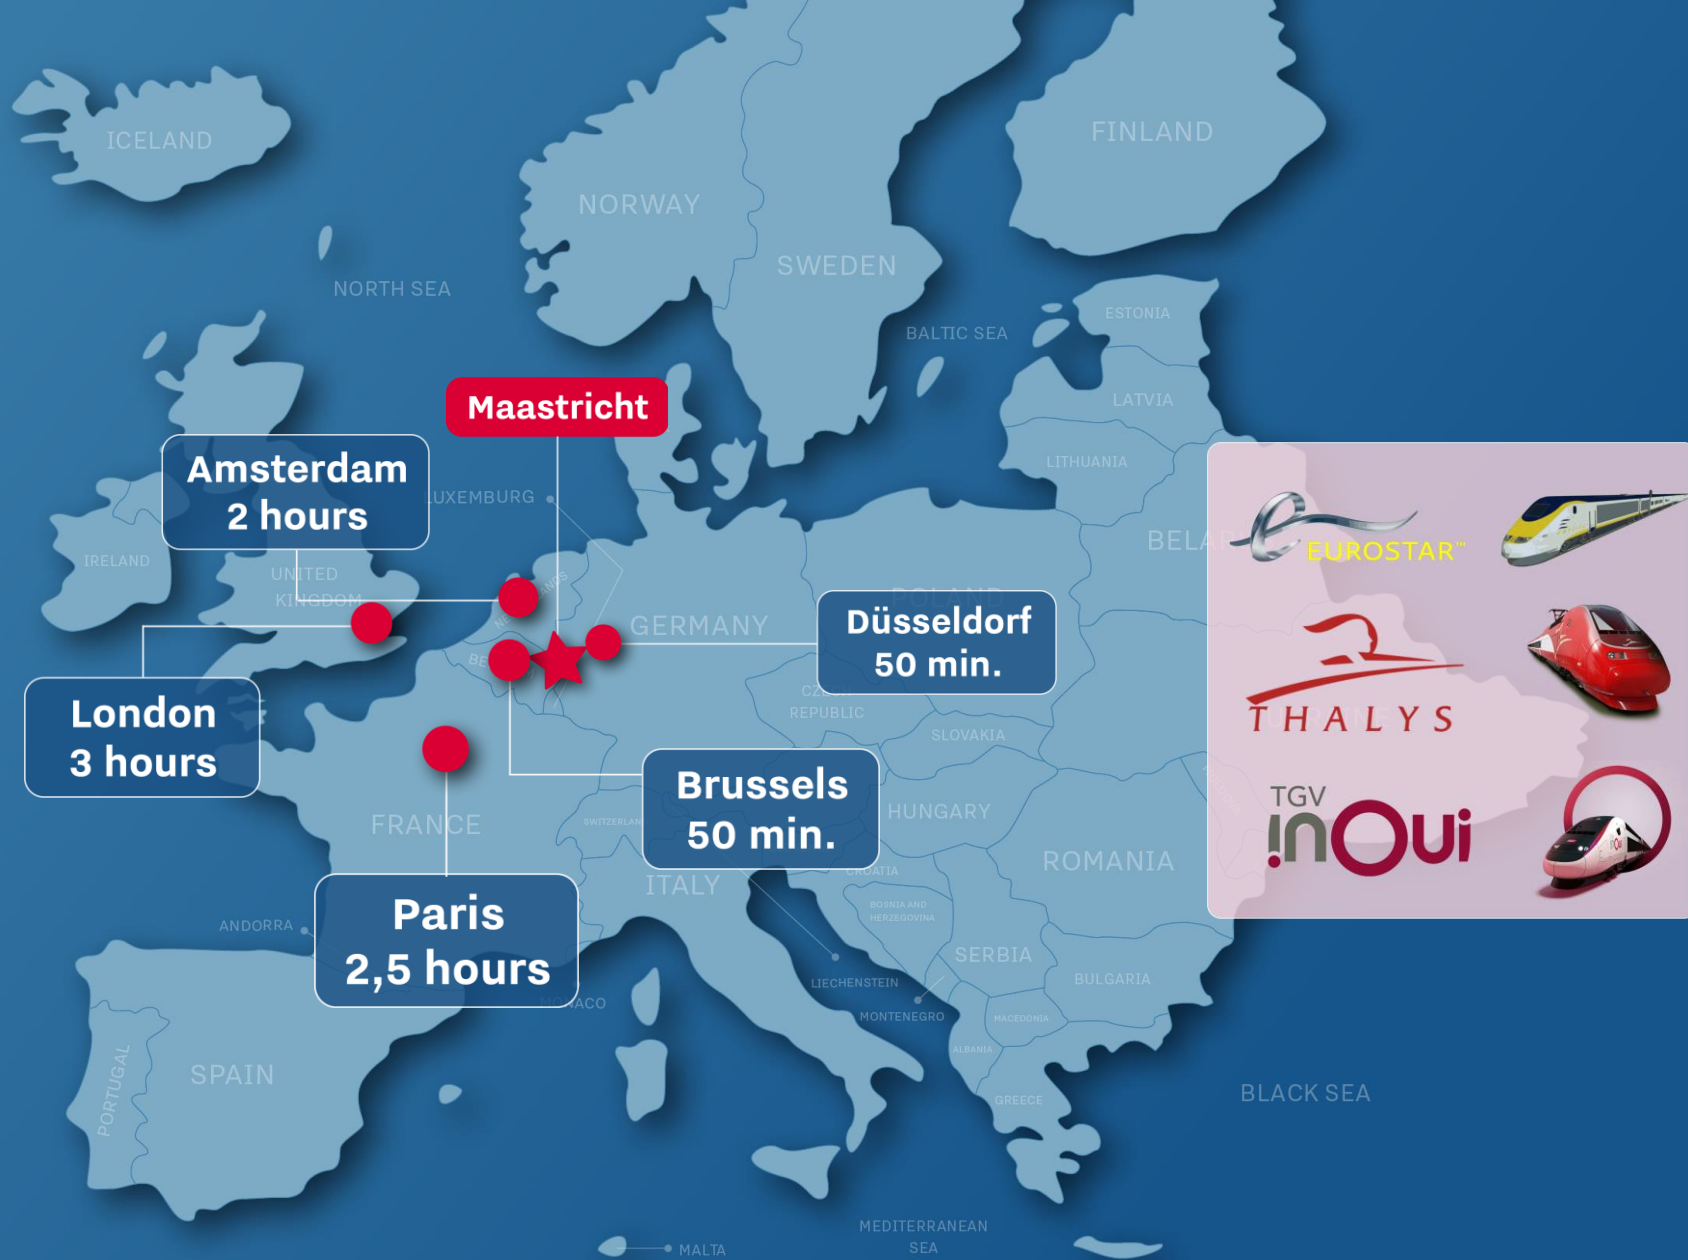 ICELAND
FINLAND
NORWAY
SWEDEN
NORTH SEA
ESTONIA
BALTIC SEA
LATVIA
Maastricht
LITHUANIA
Amsterdam
2 hours
LUXEMBURG
IRELAND
UNITED
KINGDOM
GERMANY
POLAND
Düsseldorf
50 min.
EUROSTAR™
THALYS
TGV
inOui
London
3 hours
CZECH
REPUBLIC
SLOVAKIA
Brussels
50 min.
HUNGARY
FRANCE
ROMANIA
ITALY
CROATIA
BOSNIA AND
HERZEGOVINA
Paris
2,5 hours
ANDORRA
SERBIA
BULGARIA
LIECHENSTEIN
MONACO
MONTENEGRO
MACEDONIA
ALBANIA
SPAIN
PORTUGAL
GREECE
BLACK SEA
MEDITERRANEAN
SEA
MALTA